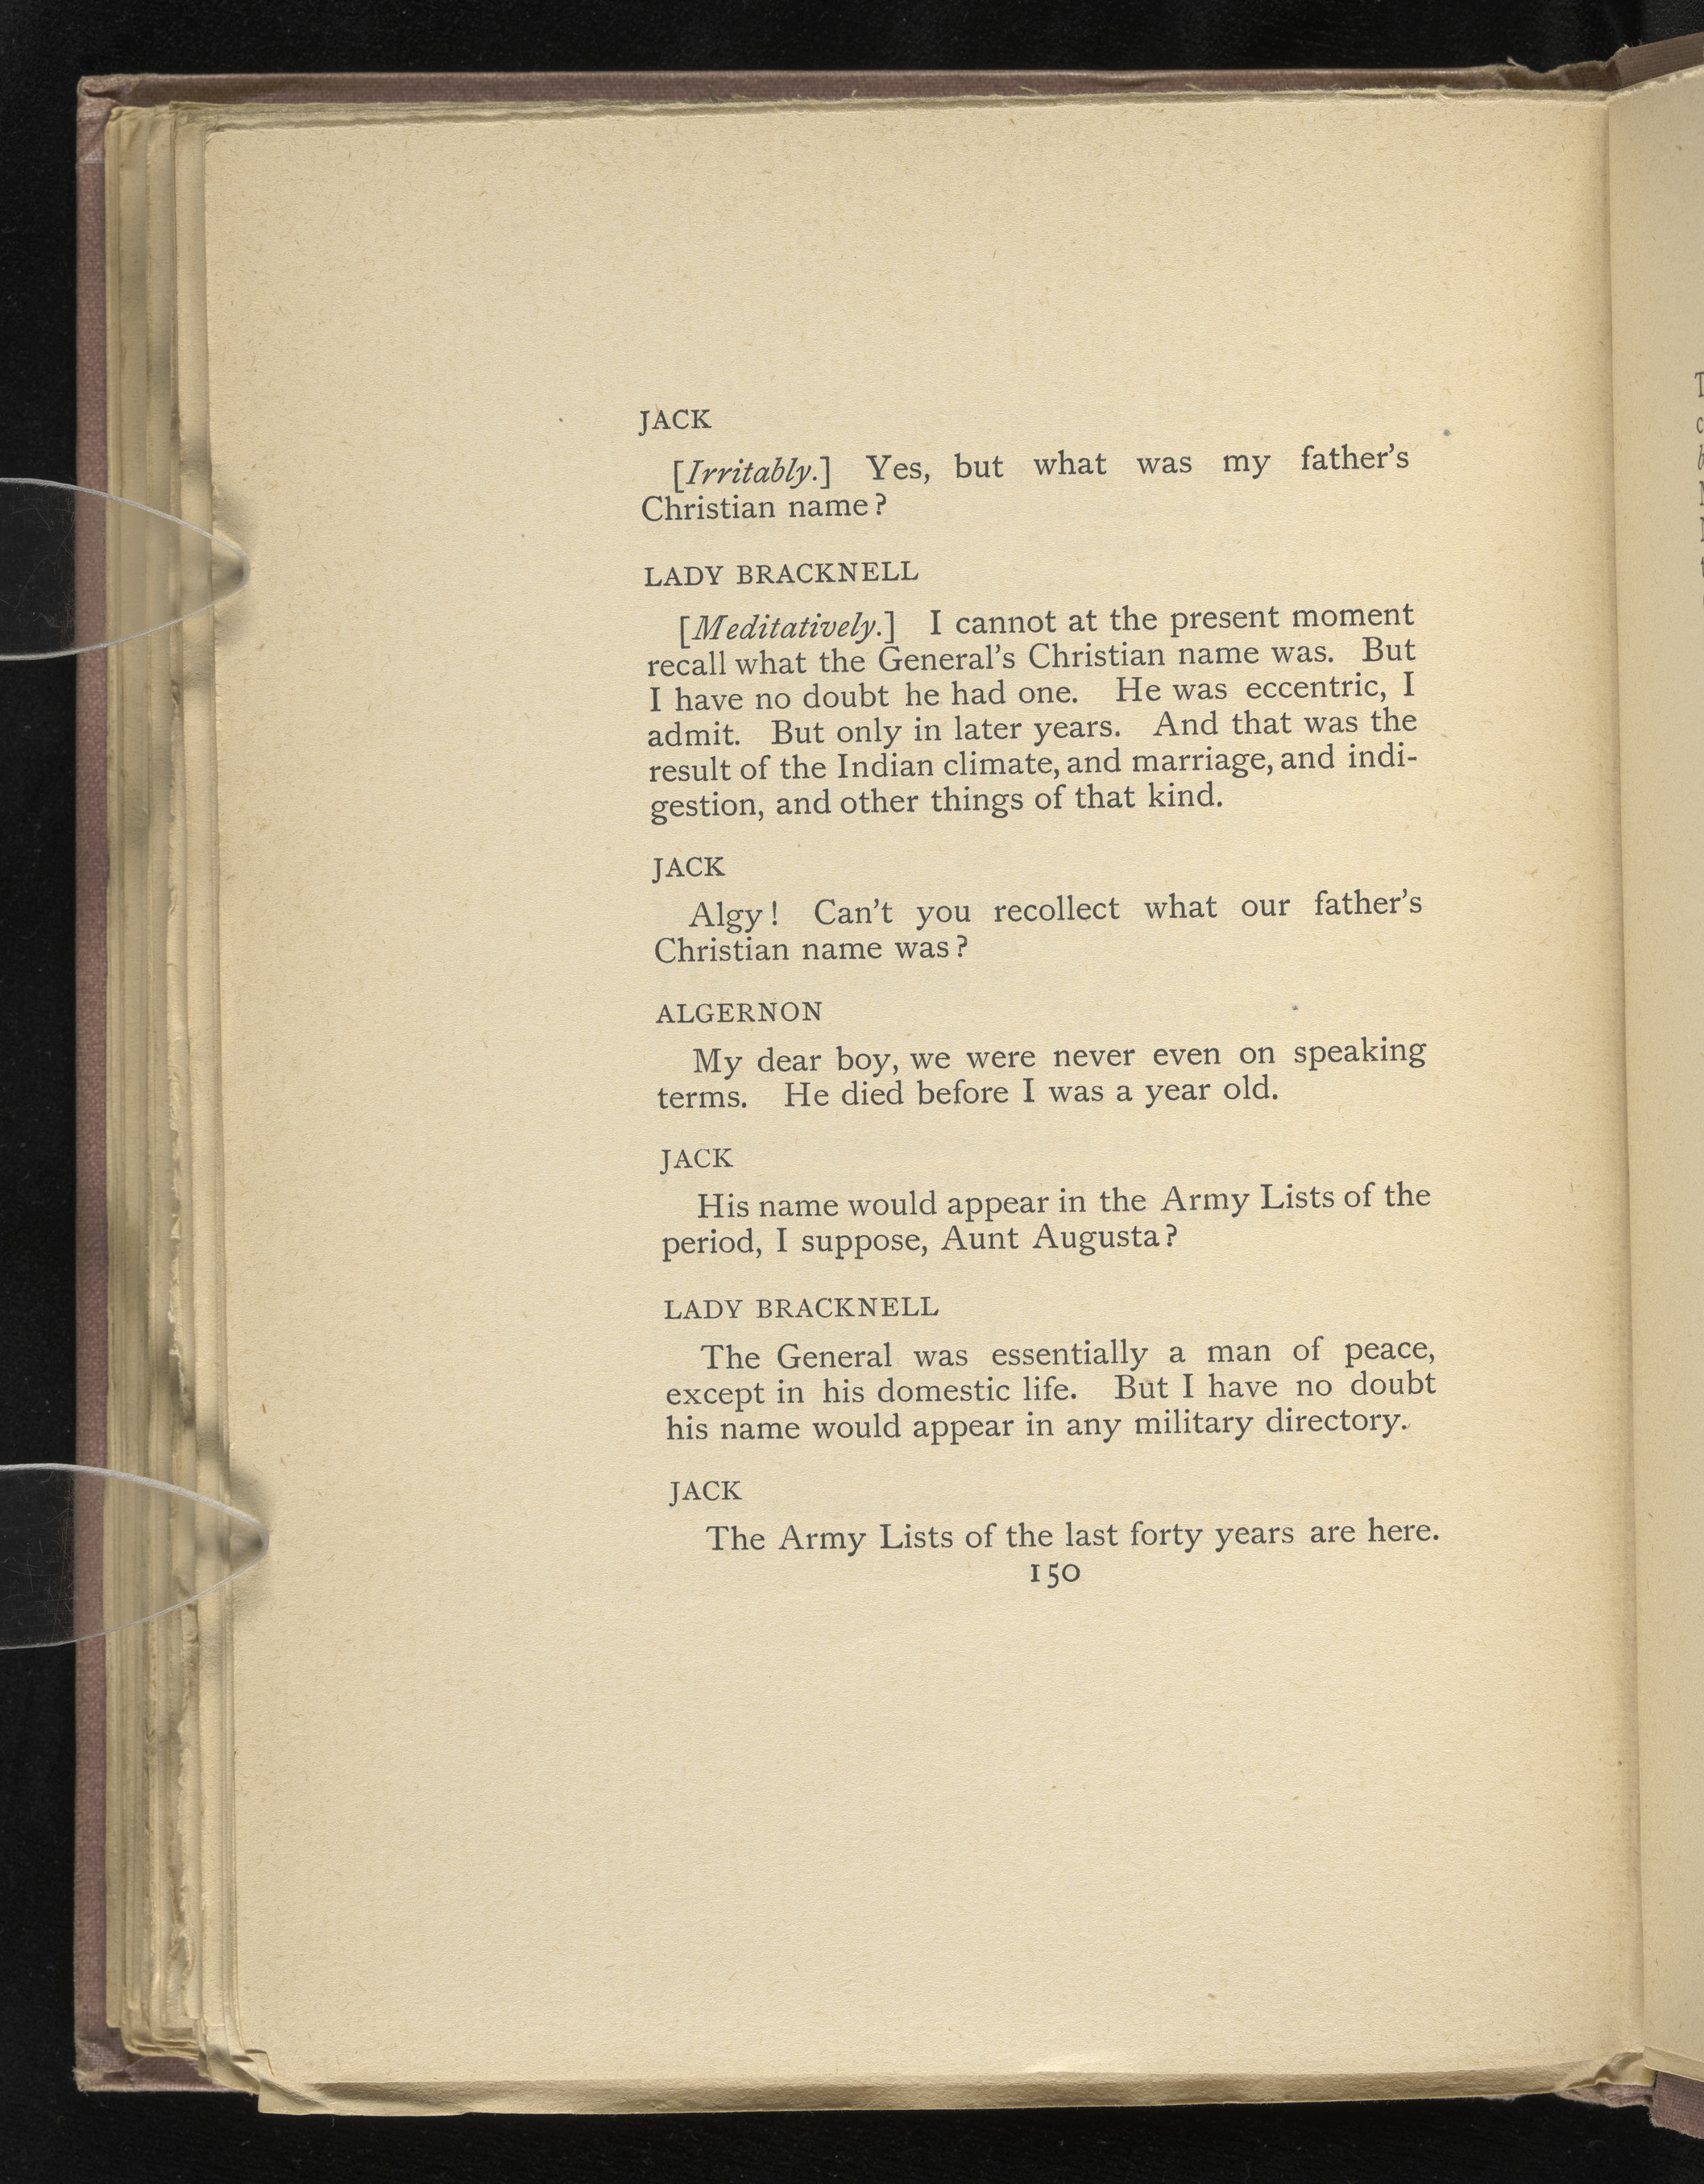 JACK
[Irritably.] Yes, but what was my father's
Christian name?
LADY BRACKNELL
[Meditatively.] I cannot at the present moment
recall what the General's Christian name was. But
I have no doubt he had one. He was eccentric, I
admit. But only in later years. And that was the
result of the Indian climate, and marriage, and indi-
gestion, and other things of that kind.
JACK
Algy! Can't you recollect what our father's
Christian name was?
ALGERNON
My dear boy, we were never even on speaking
terms. He died before I was a year old.
JACK
His name would appear in the Army Lists of the
period, I suppose, Aunt Augusta?
LADY BRACKNELL
The General was essentially a man of peace,
except in his domestic life. But I have no doubt
his name would appear in any military directory.
JACK
The Army Lists of the last forty years are here.
150